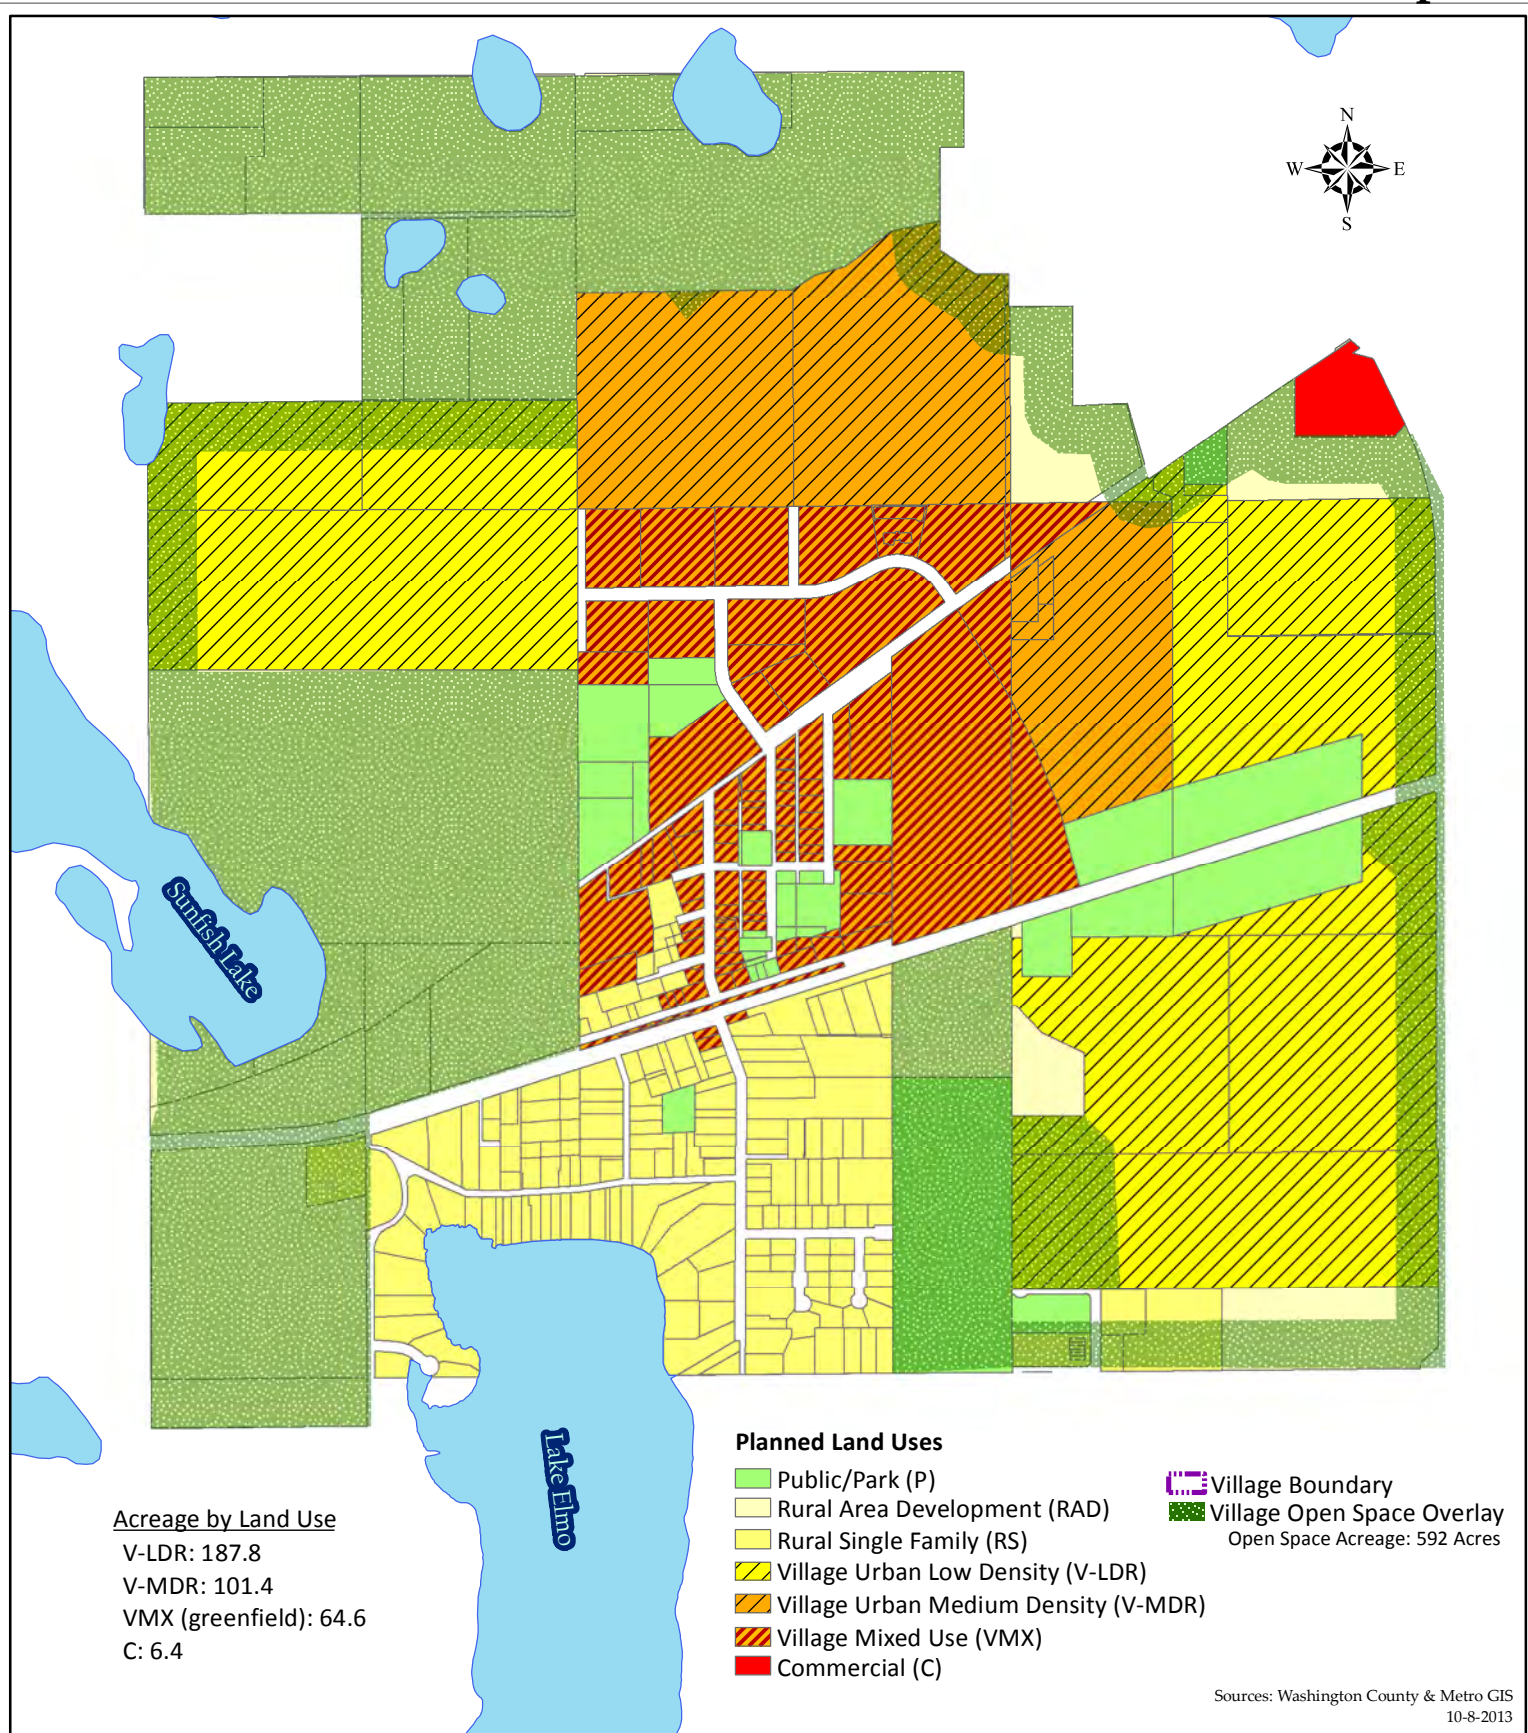 N
W E
S
Sunfish Lake
Lake Elmo
Planned Land Uses
Public/Park (P)
Rural Area Development (RAD)
Rural Single Family (RS)
Village Urban Low Density (V-LDR)
Village Urban Medium Density (V-MDR)
Village Mixed Use (VMX)
Commercial (C)
Village Boundary
Village Open Space Overlay
Open Space Acreage: 592 Acres
Acreage by Land Use
V-LDR: 187.8
V-MDR: 101.4
VMX (greenfield): 64.6
C: 6.4
Sources: Washington County & Metro GIS
10-8-2013